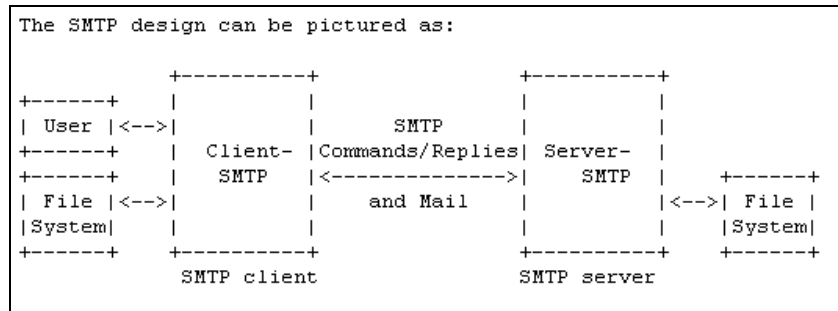 The SMTP design can be pictured as:

                  +----------+                +----------+
+------+    |          |                |          |
| User |<-->|          |      SMTP      |          |
+------+    |  Client- |Commands/Replies| Server-  |
+------+    |   SMTP   |<-------------->|    SMTP  |    +------+
| File |<-->|          |    and Mail    |          |<-->| File |
|System|    |          |                |          |    |System|
+------+    +----------+                +----------+    +------+
             SMTP client                SMTP server